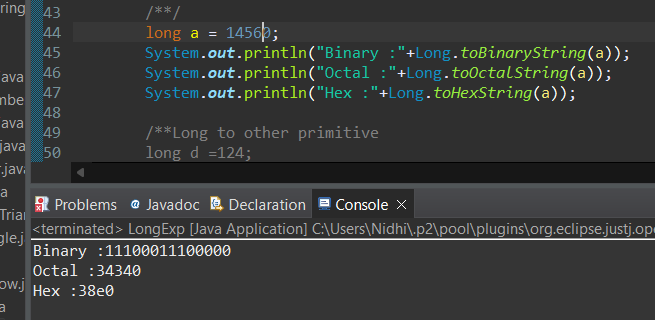 43 /**/
44 long a = 14560;
45 System.out.println("Binary :"+Long.toBinaryString(a));
46 System.out.println("Octal :"+Long.toOctalString(a));
47 System.out.println("Hex :"+Long.toHexString(a));
48
49 /**Long to other primitive
50 long d =124;
java
mbe
java
.java
r.java
a
Trian
gle.j
ow.j
a
Problems @ Javadoc Declaration Console
<terminated> LongExp [Java Application] C:\Users\Nidhi\.p2\pool\plugins\org.eclipse.justj.ope
Binary :11100011100000
Octal :34340
Hex :38e0